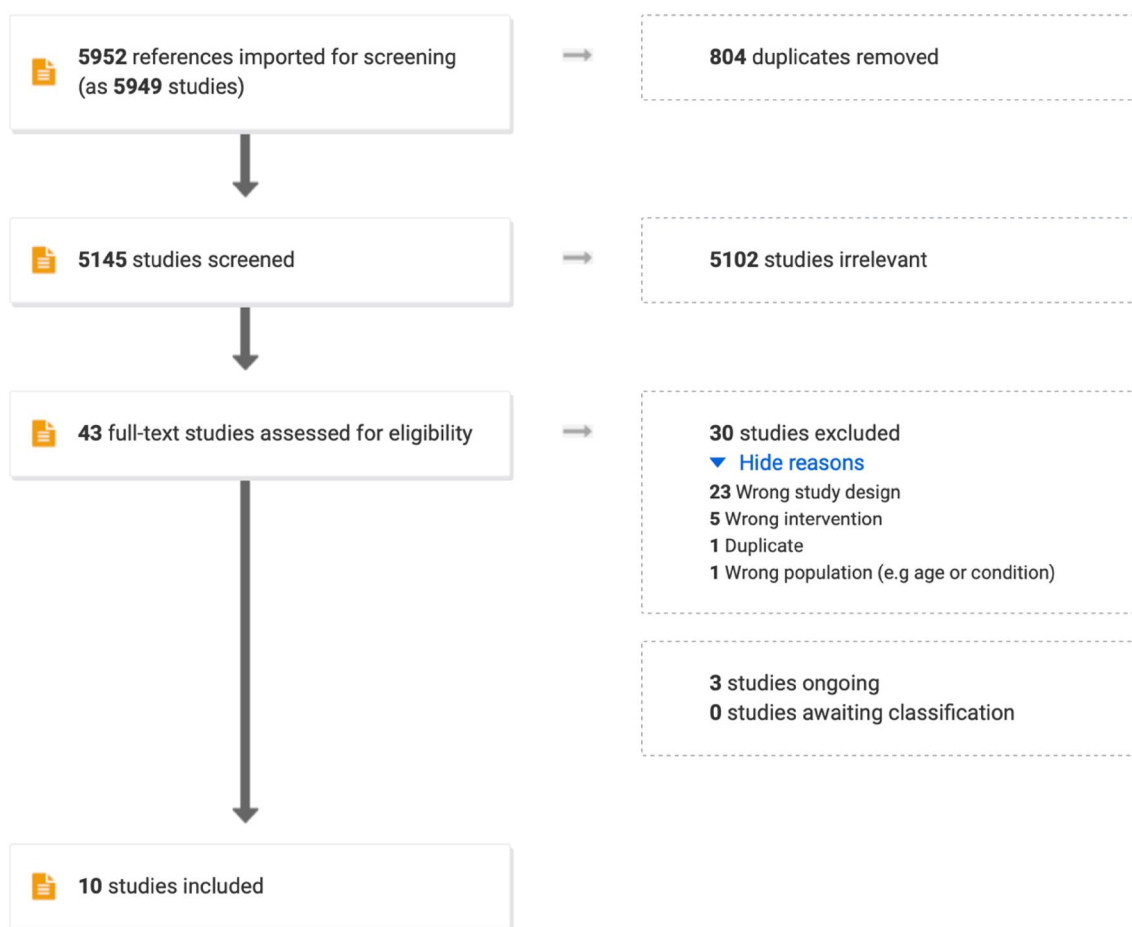 5952 references imported for screening
(as 5949 studies)
804 duplicates removed
5145 studies screened
5102 studies irrelevant
43 full-text studies assessed for eligibility
30 studies excluded
Hide reasons
23 Wrong study design
5 Wrong intervention
1 Duplicate
1 Wrong population (e.g age or condition)
3 studies ongoing
0 studies awaiting classification
10 studies included